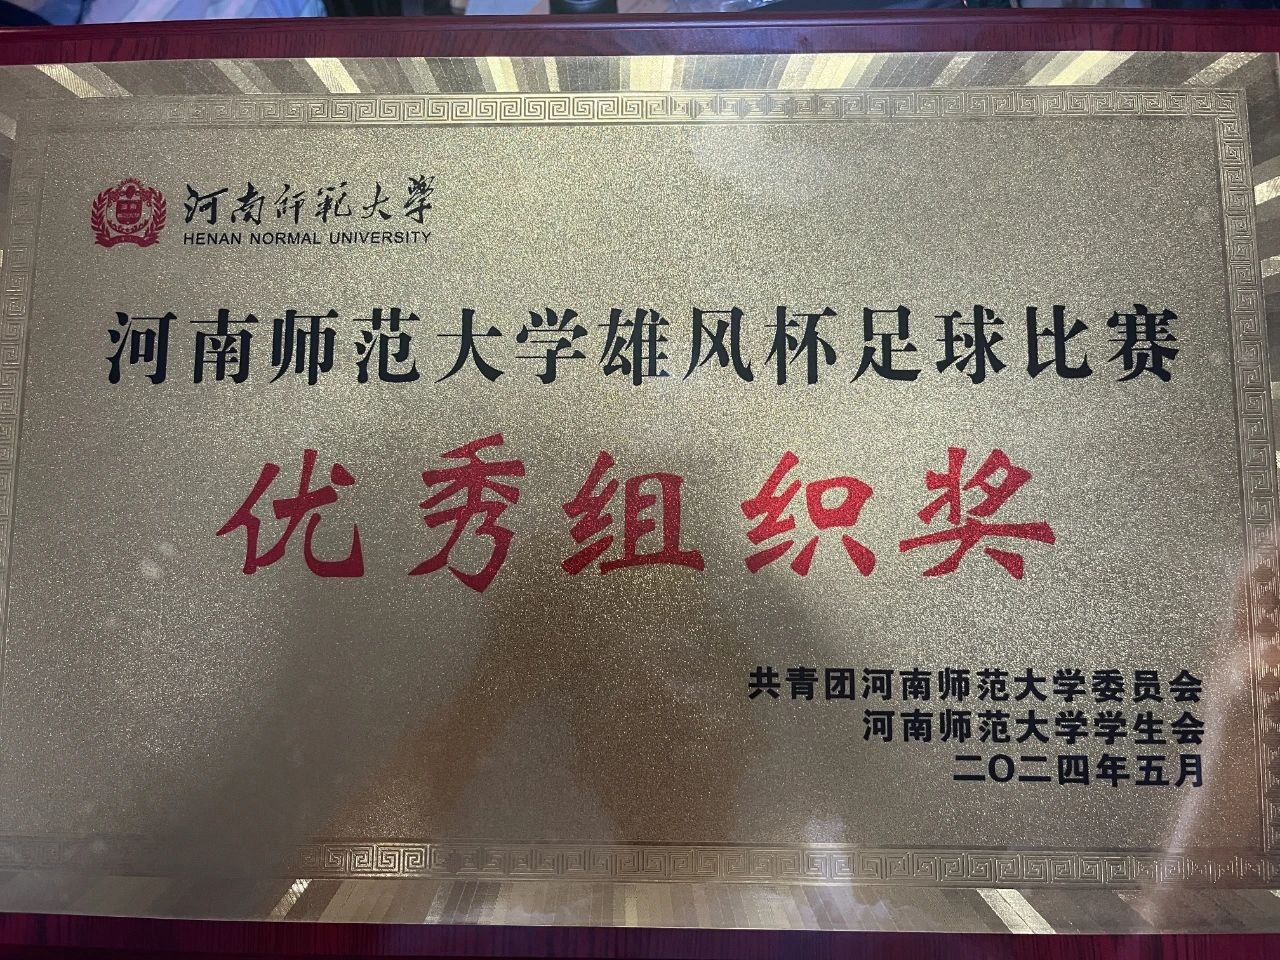 河南师范大学
HENAN NORMAL UNIVERSITY
河南师范大学雄风杯足球比赛
优秀组织奖
共青团河南师范大学委员会
河南师范大学学生会
二〇二四年五月